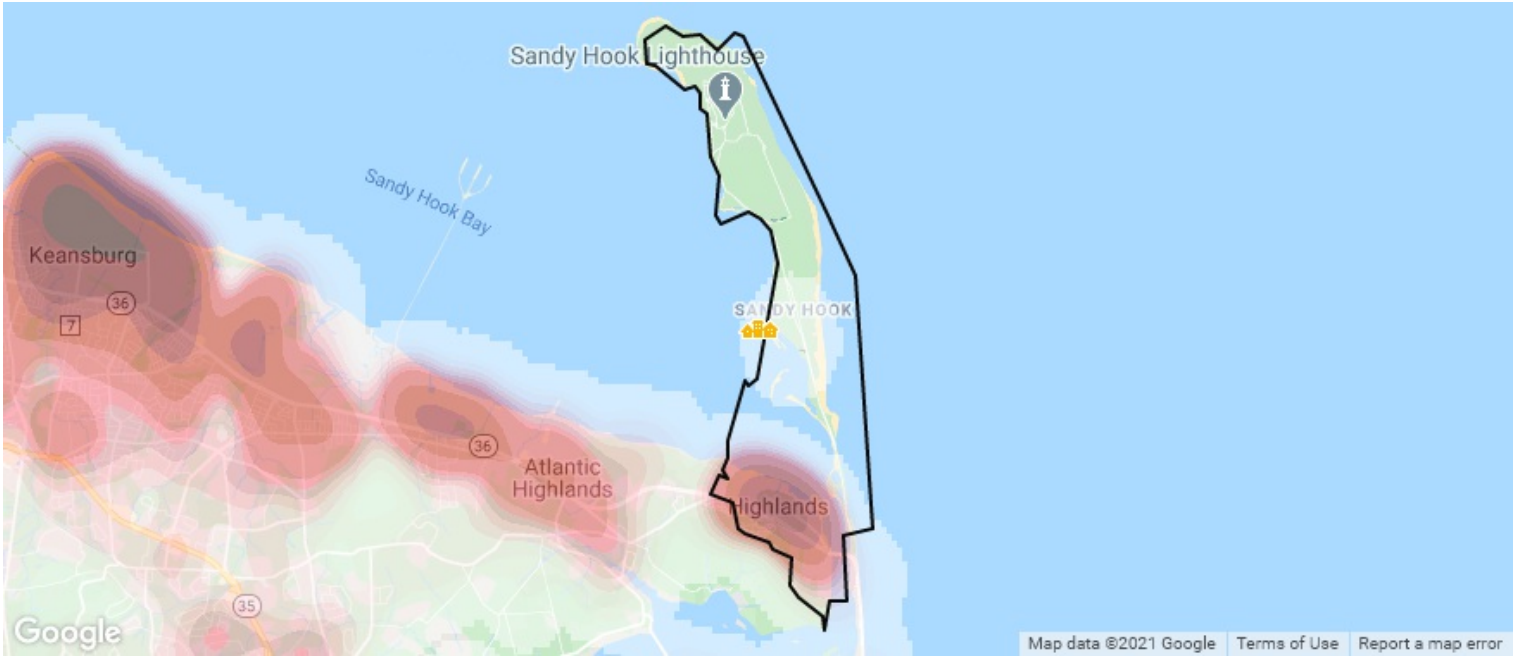 Sandy Hook Lighthouse
Sandy Hook Bay
Keansburg
36
7
SANDY HOOK
36
Atlantic
Highlands
Highlands
35
Google
Map data ©2021 Google
Terms of Use
Report a map error